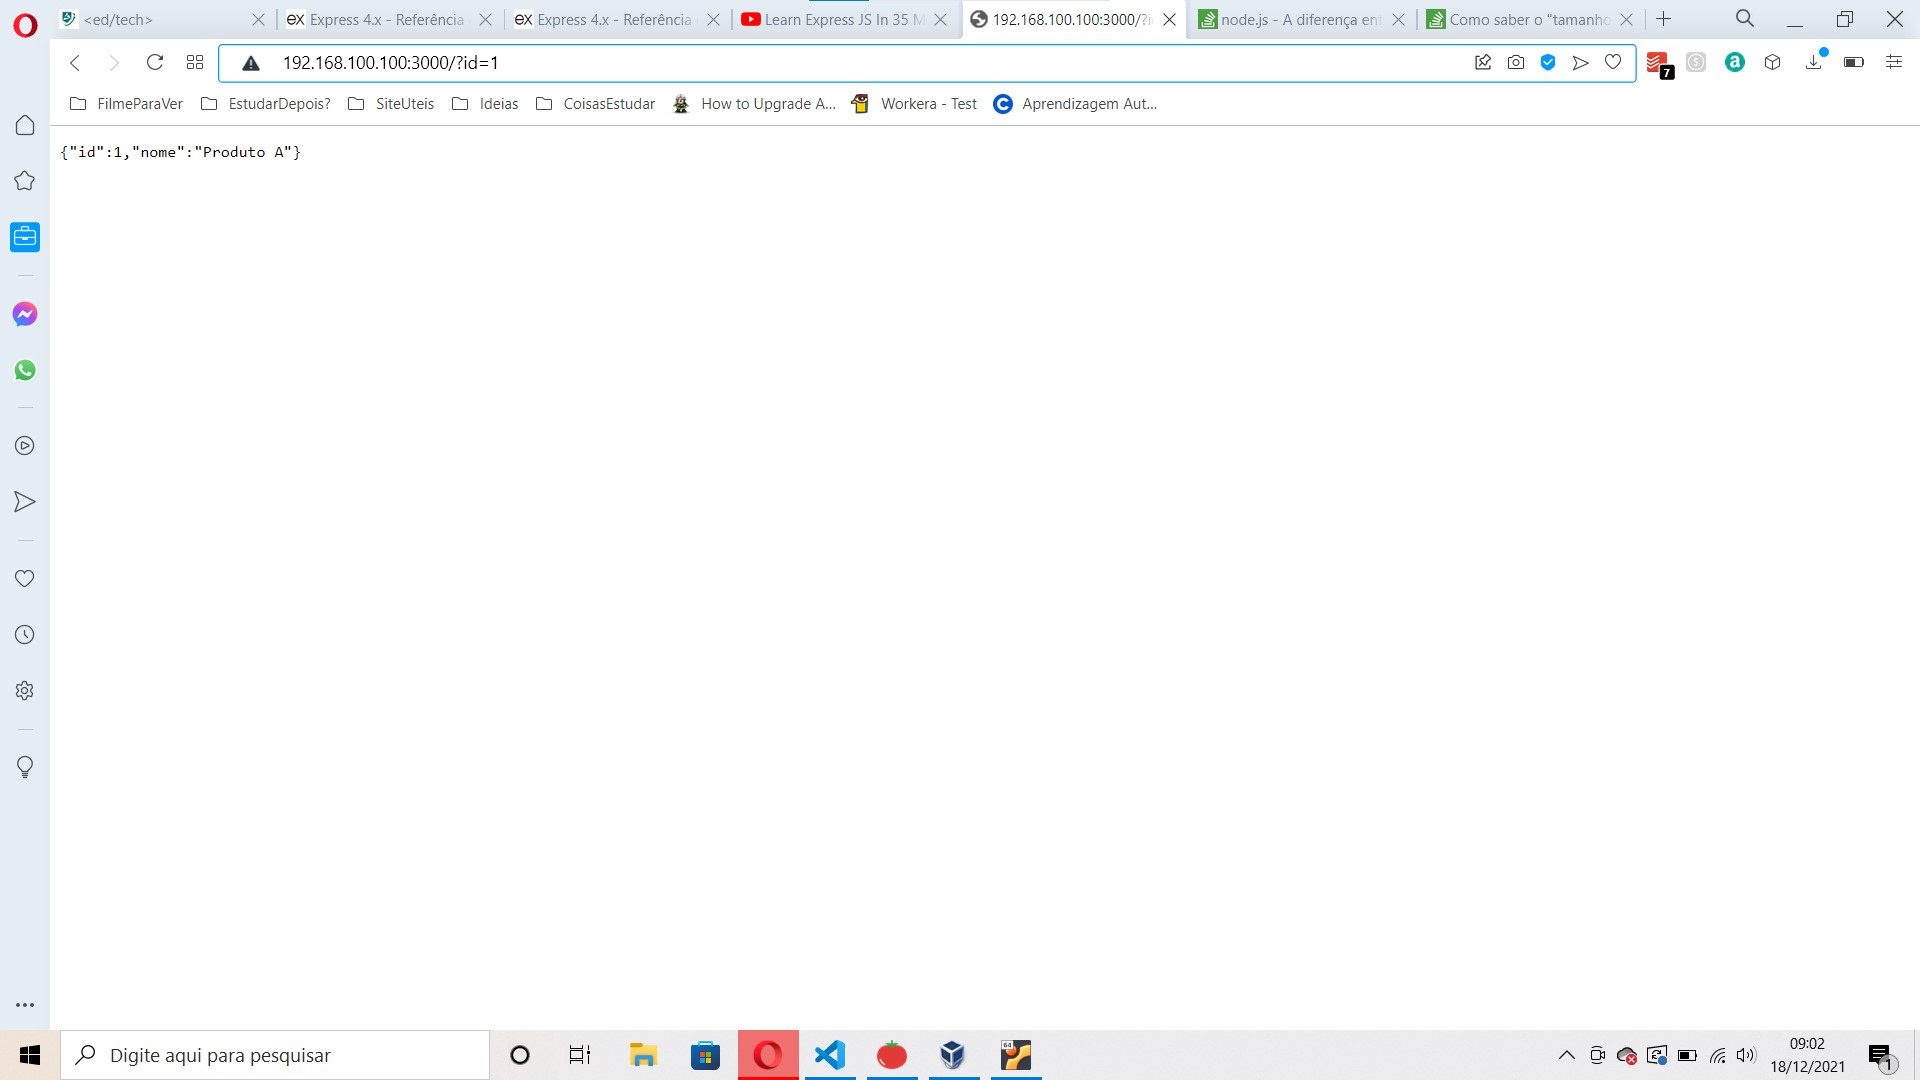 <ed/tech>
ex Express 4.x - Referência
ex Express 4.x - Referência
Learn Express JS In 35 M
192.168.100.100:3000/?i
node.js - A diferença en
Como saber o "tamanho
192.168.100.100:3000/?id=1
7
FilmeParaVer
EstudarDepois?
SiteUteis
Ideias
CoisasEstudar
How to Upgrade A...
Workera - Test
Aprendizagem Aut...
{"id":1,"nome":"Produto A"}
Digite aqui para pesquisar
64
09:02
18/12/2021
1